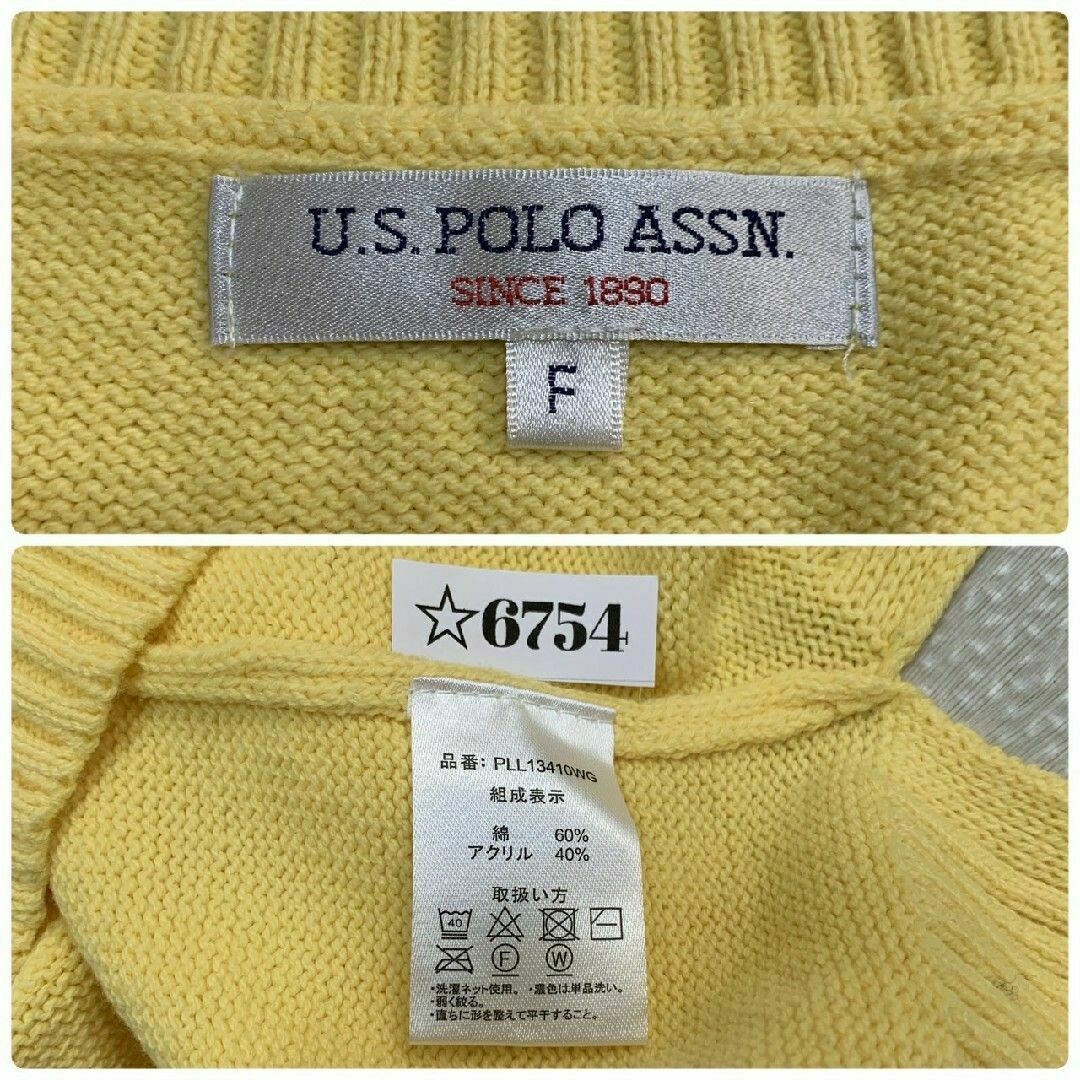 U.S. POLO ASSN.
SINCE 1890
F
☆6754
品番: PLL13410WG
組成表示
綿 60%
アクリル 40%
取扱い方
40
F W
・洗濯ネット使用。・濃色は単品洗い。
・弱く絞る。
・直ちに形を整えて平干すること。